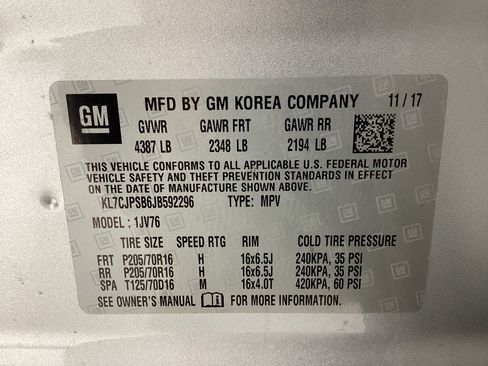 GM
MFD BY GM KOREA COMPANY 11/17
GVWR GAWR FRT GAWR RR
4387 LB 2348 LB 2194 LB
THIS VEHICLE CONFORMS TO ALL APPLICABLE U.S. FEDERAL MOTOR
VEHICLE SAFETY AND THEFT PREVENTION STANDARDS IN EFFECT
ON THE DATE OF MANUFACTURE SHOWN ABOVE.
KL7CJPSB6JB592296 TYPE: MPV
MODEL : 1JV76
TIRE SIZE SPEED RTG RIM COLD TIRE PRESSURE
FRT P205/70R16 H 16x6.5J 240KPA, 35 PSI
RR P205/70R16 H 16x6.5J 240KPA, 35 PSI
SPA T125/70D16 M 16x4.0T 420KPA, 60 PSI
SEE OWNER'S MANUAL FOR MORE INFORMATION